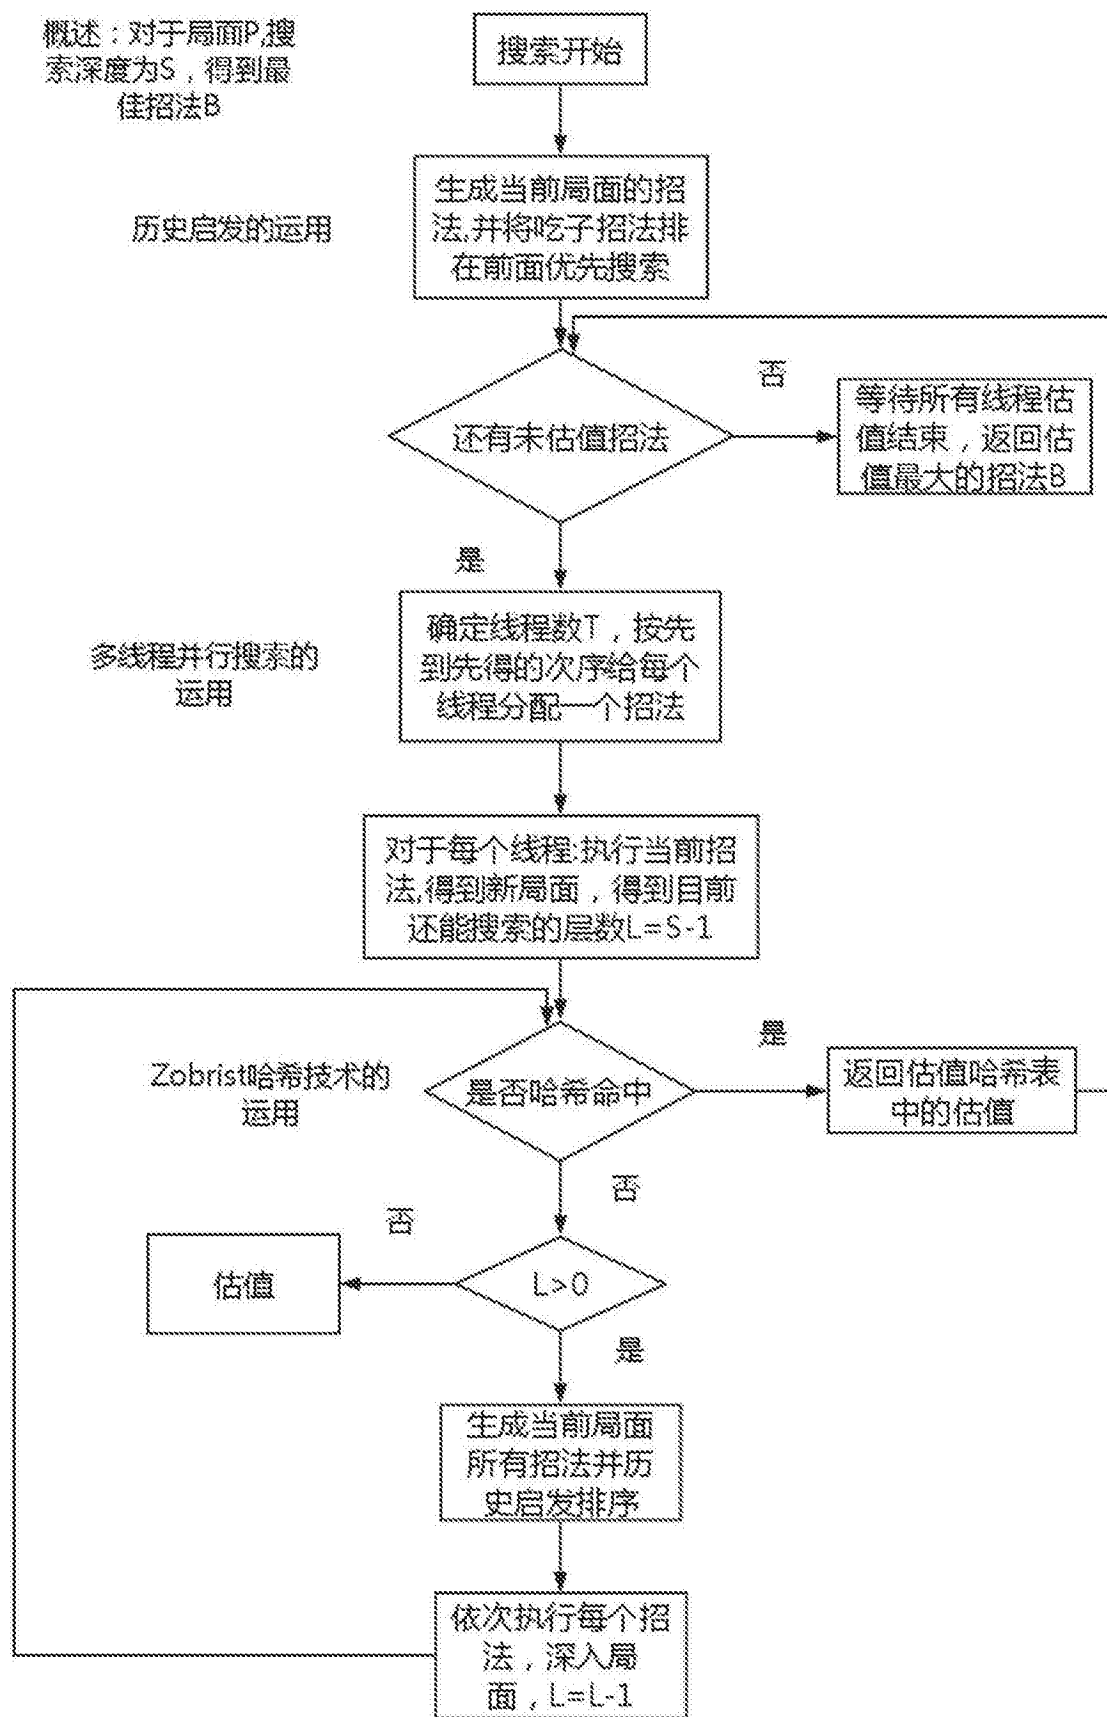 概述：对于局面P,搜
索深度为S，得到最
佳招法B
搜索开始
历史启发的运用
生成当前局面的招
法,并将吃子招法排
在前面优先搜索
还有未估值招法
否
等待所有线程估
值结束，返回估
值最大的招法B
是
多线程并行搜索的
运用
确定线程数T，按先
到先得的次序给每个
线程分配一个招法
对于每个线程:执行当前招
法,得到新局面，得到目前
还能搜索的层数L=S-1
Zobrist哈希技术的
运用
是否哈希命中
是
返回估值哈希表
中的估值
否
否
估值
L>0
是
生成当前局面
所有招法并历
史启发排序
依次执行每个招
法，深入局
面，L=L-1